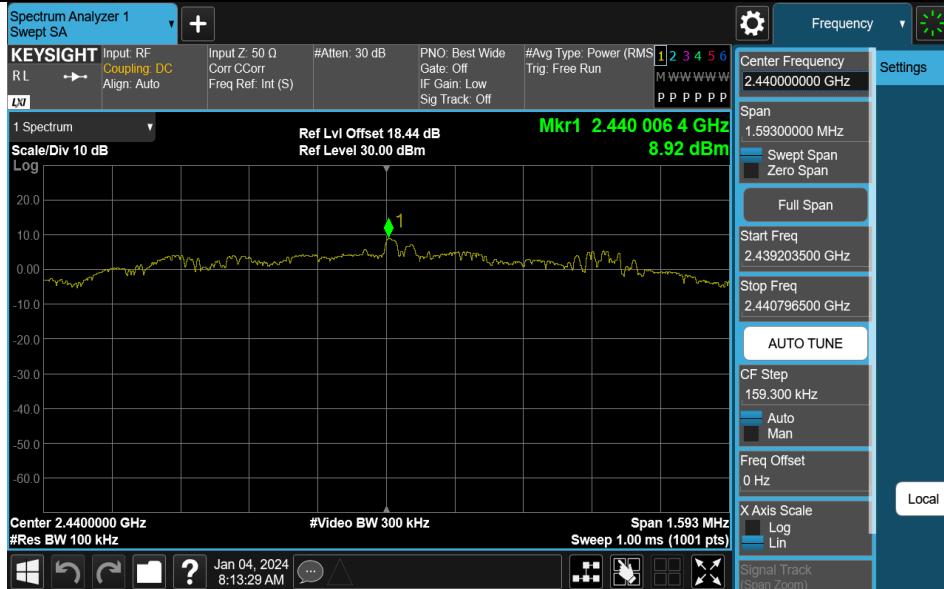 Spectrum Analyzer 1
Swept SA
Frequency
KEYSIGHT
R L
LXI
Input: RF
Coupling: DC
Align: Auto
Input Z: 50 Ω
Corr CCorr
Freq Ref: Int (S)
#Atten: 30 dB
PNO: Best Wide
Gate: Off
IF Gain: Low
Sig Track: Off
#Avg Type: Power (RMS
Trig: Free Run
1 2 3 4 5 6
M W W W W W
P P P P P P
1 Spectrum
Scale/Div 10 dB
Log
Ref Lvl Offset 18.44 dB
Ref Level 30.00 dBm
Mkr1 2.440 006 4 GHz
8.92 dBm
1
20.0
10.0
0.00
-10.0
-20.0
-30.0
-40.0
-50.0
-60.0
Center 2.4400000 GHz
#Res BW 100 kHz
#Video BW 300 kHz
Span 1.593 MHz
Sweep 1.00 ms (1001 pts)
Jan 04, 2024
8:13:29 AM
Center Frequency
2.440000000 GHz
Span
1.59300000 MHz
Swept Span
Zero Span
Full Span
Start Freq
2.439203500 GHz
Stop Freq
2.440796500 GHz
AUTO TUNE
CF Step
159.300 kHz
Auto
Man
Freq Offset
0 Hz
X Axis Scale
Log
Lin
Signal Track
(Span Zoom)
Settings
Local